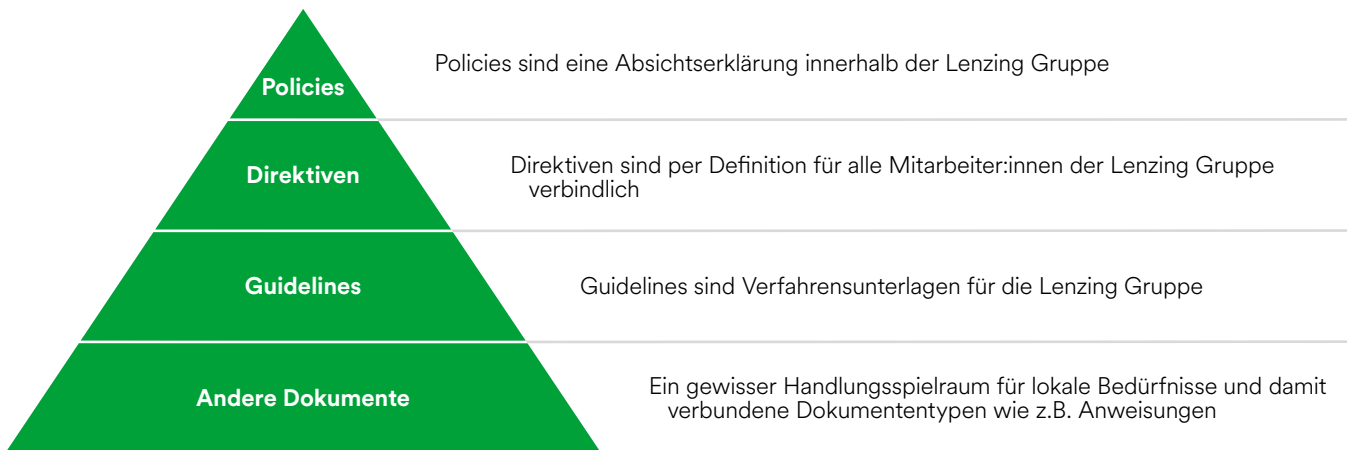 Policies
Policies sind eine Absichtserklärung innerhalb der Lenzing Gruppe
Direktiven
Direktiven sind per Definition für alle Mitarbeiter:innen der Lenzing Gruppe
verbindlich
Guidelines
Guidelines sind Verfahrensunterlagen für die Lenzing Gruppe
Andere Dokumente
Ein gewisser Handlungsspielraum für lokale Bedürfnisse und damit
verbundene Dokumententypen wie z.B. Anweisungen